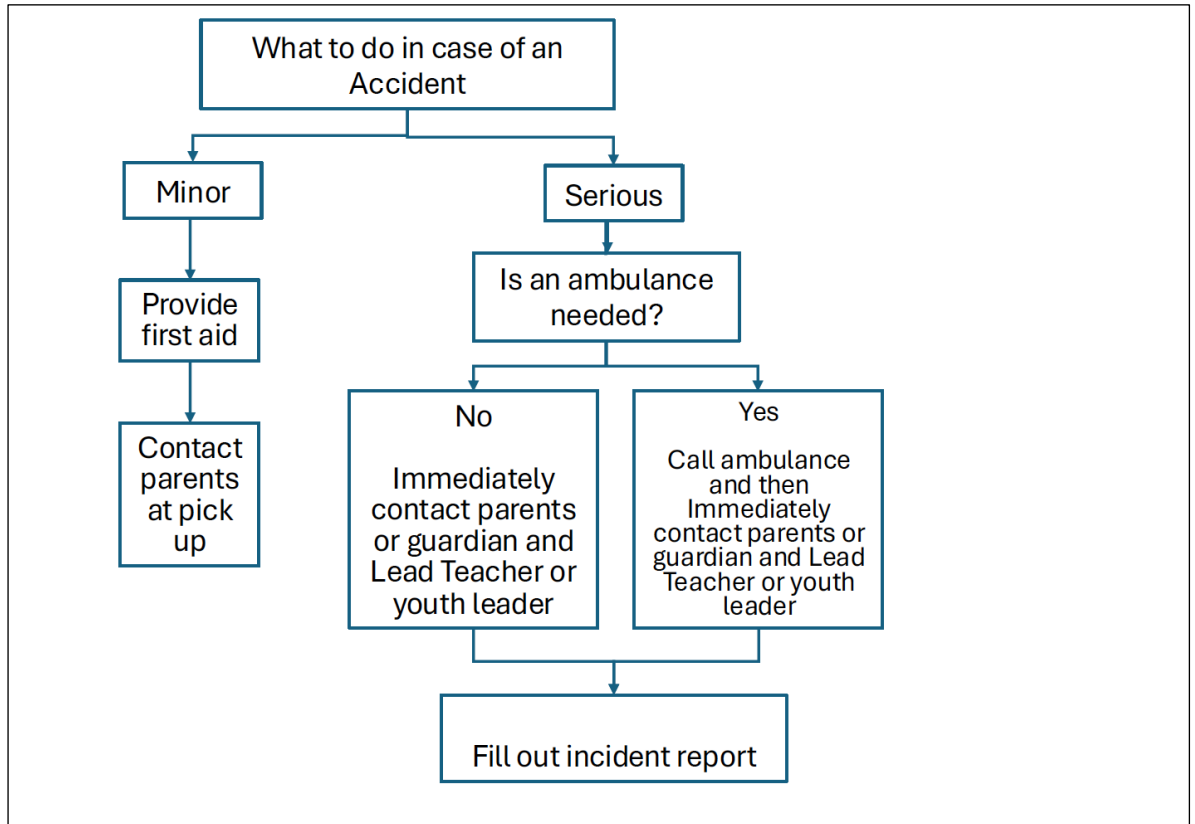 What to do in case of an
Accident
Minor
Serious
Provide
first aid
Is an ambulance
needed?
Contact
parents
at pick
up
No
Immediately
contact parents
or guardian and
Lead Teacher or
youth leader
Yes
Call ambulance
and then
Immediately
contact parents or
guardian and Lead
Teacher or youth
leader
Fill out incident report